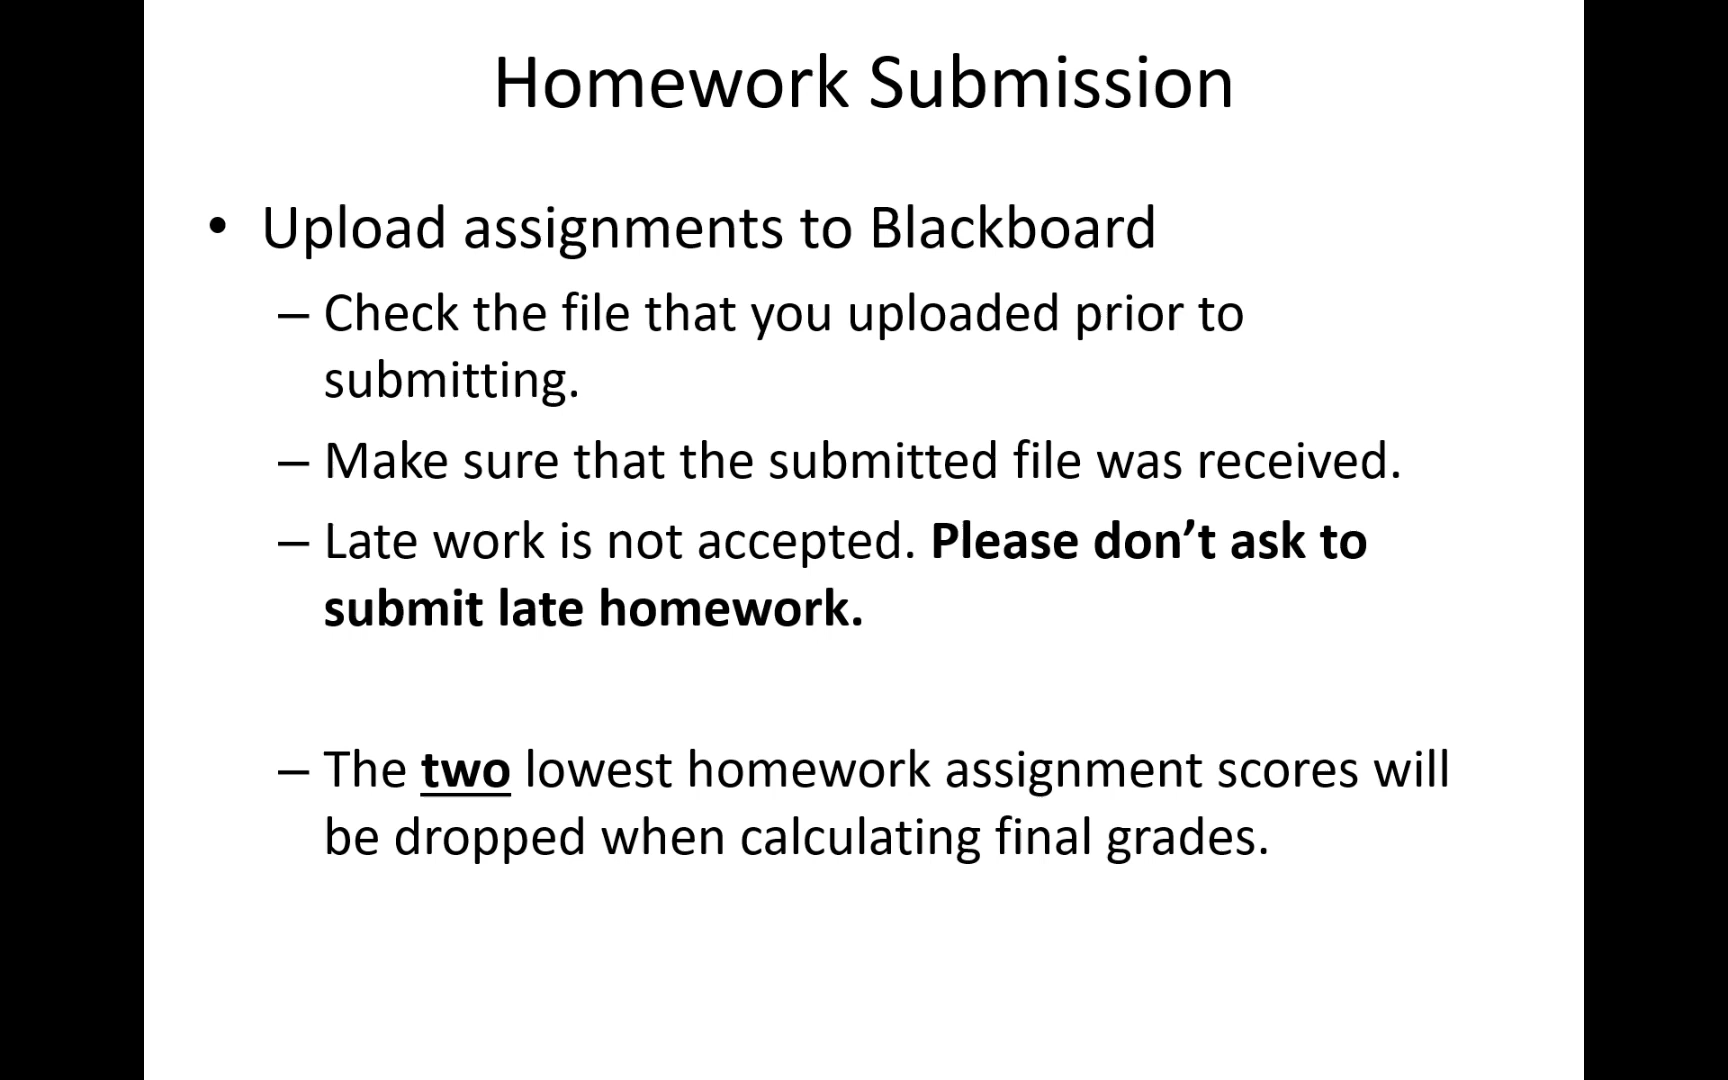 Homework Submission
• Upload assignments to Blackboard
– Check the file that you uploaded prior to
submitting.
– Make sure that the submitted file was received.
– Late work is not accepted. Please don’t ask to
submit late homework.
– The two lowest homework assignment scores will
be dropped when calculating final grades.